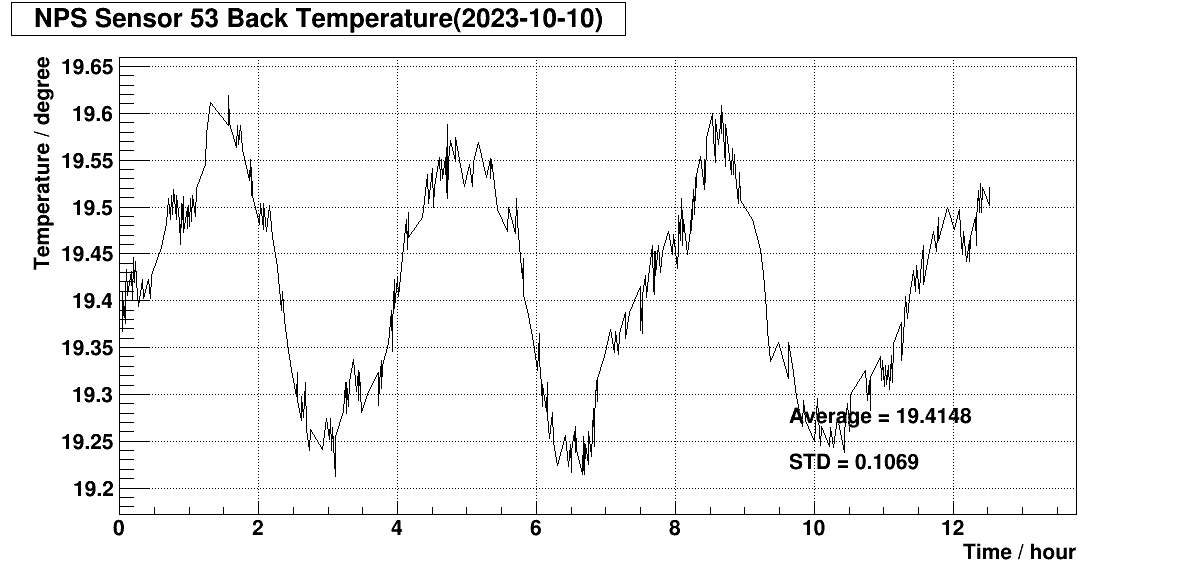 NPS Sensor 53 Back Temperature(2023-10-10)
Temperature / degree
19.65
19.6
19.55
19.5
19.45
19.4
19.35
19.3
19.25
19.2
Average = 19.4148
STD = 0.1069
0 2 4 6 8 10 12
Time / hour